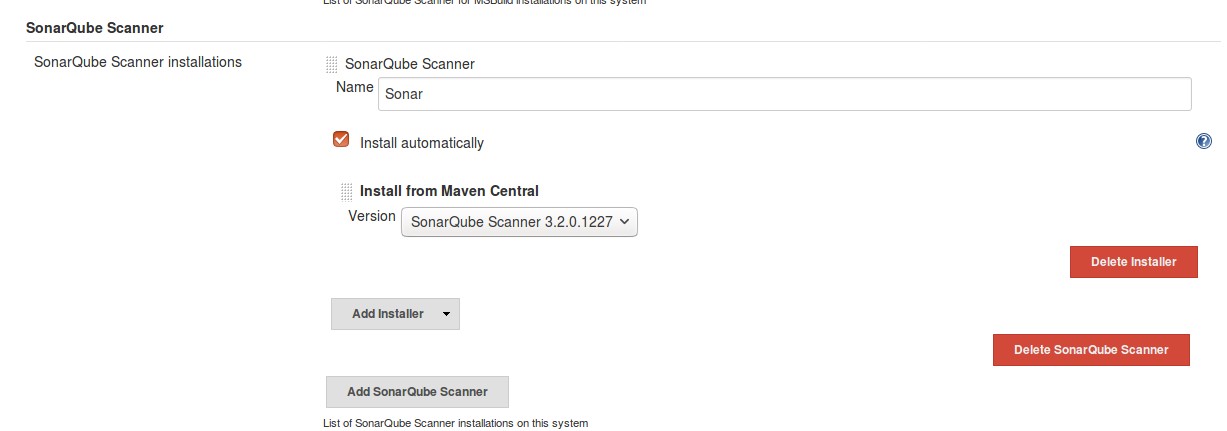 List of SonarQube Scanner for MSBuild installations on this system
SonarQube Scanner
SonarQube Scanner installations
SonarQube Scanner
Name
Sonar
Install automatically
Install from Maven Central
Version
SonarQube Scanner 3.2.0.1227
Delete Installer
Add Installer
Delete SonarQube Scanner
Add SonarQube Scanner
List of SonarQube Scanner installations on this system